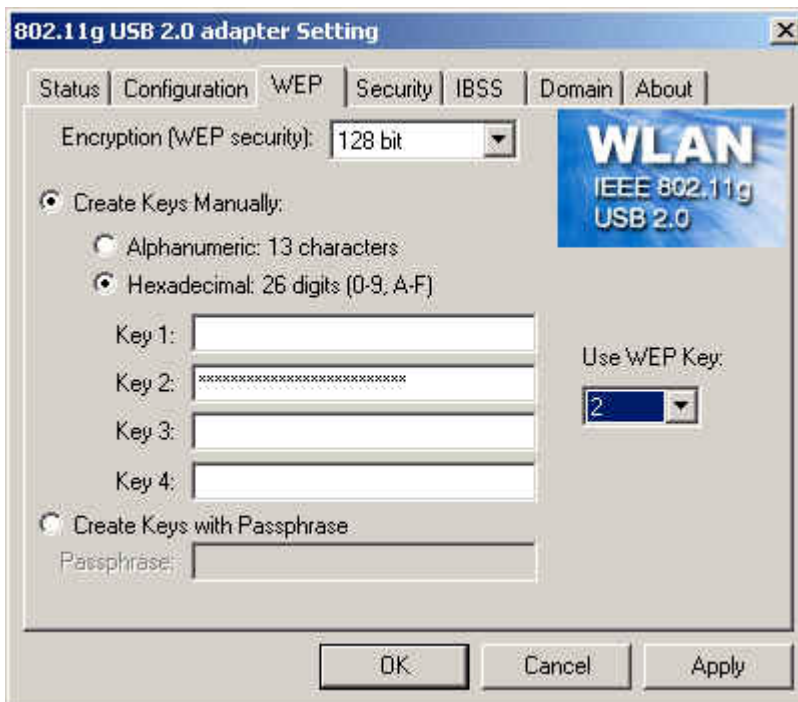 802.11g USB 2.0 adapter Setting
Status Configuration WEP Security IBSS Domain About
Encryption (WEP security): 128 bit
WLAN
IEEE 802.11g
USB 2.0
Create Keys Manually:
Alphanumeric: 13 characters
Hexadecimal: 26 digits (0-9, A-F)
Key 1:
Use WEP Key:
Key 2: **************************
2
Key 3:
Key 4:
Create Keys with Passphrase
Passphrase:
OK Cancel Apply